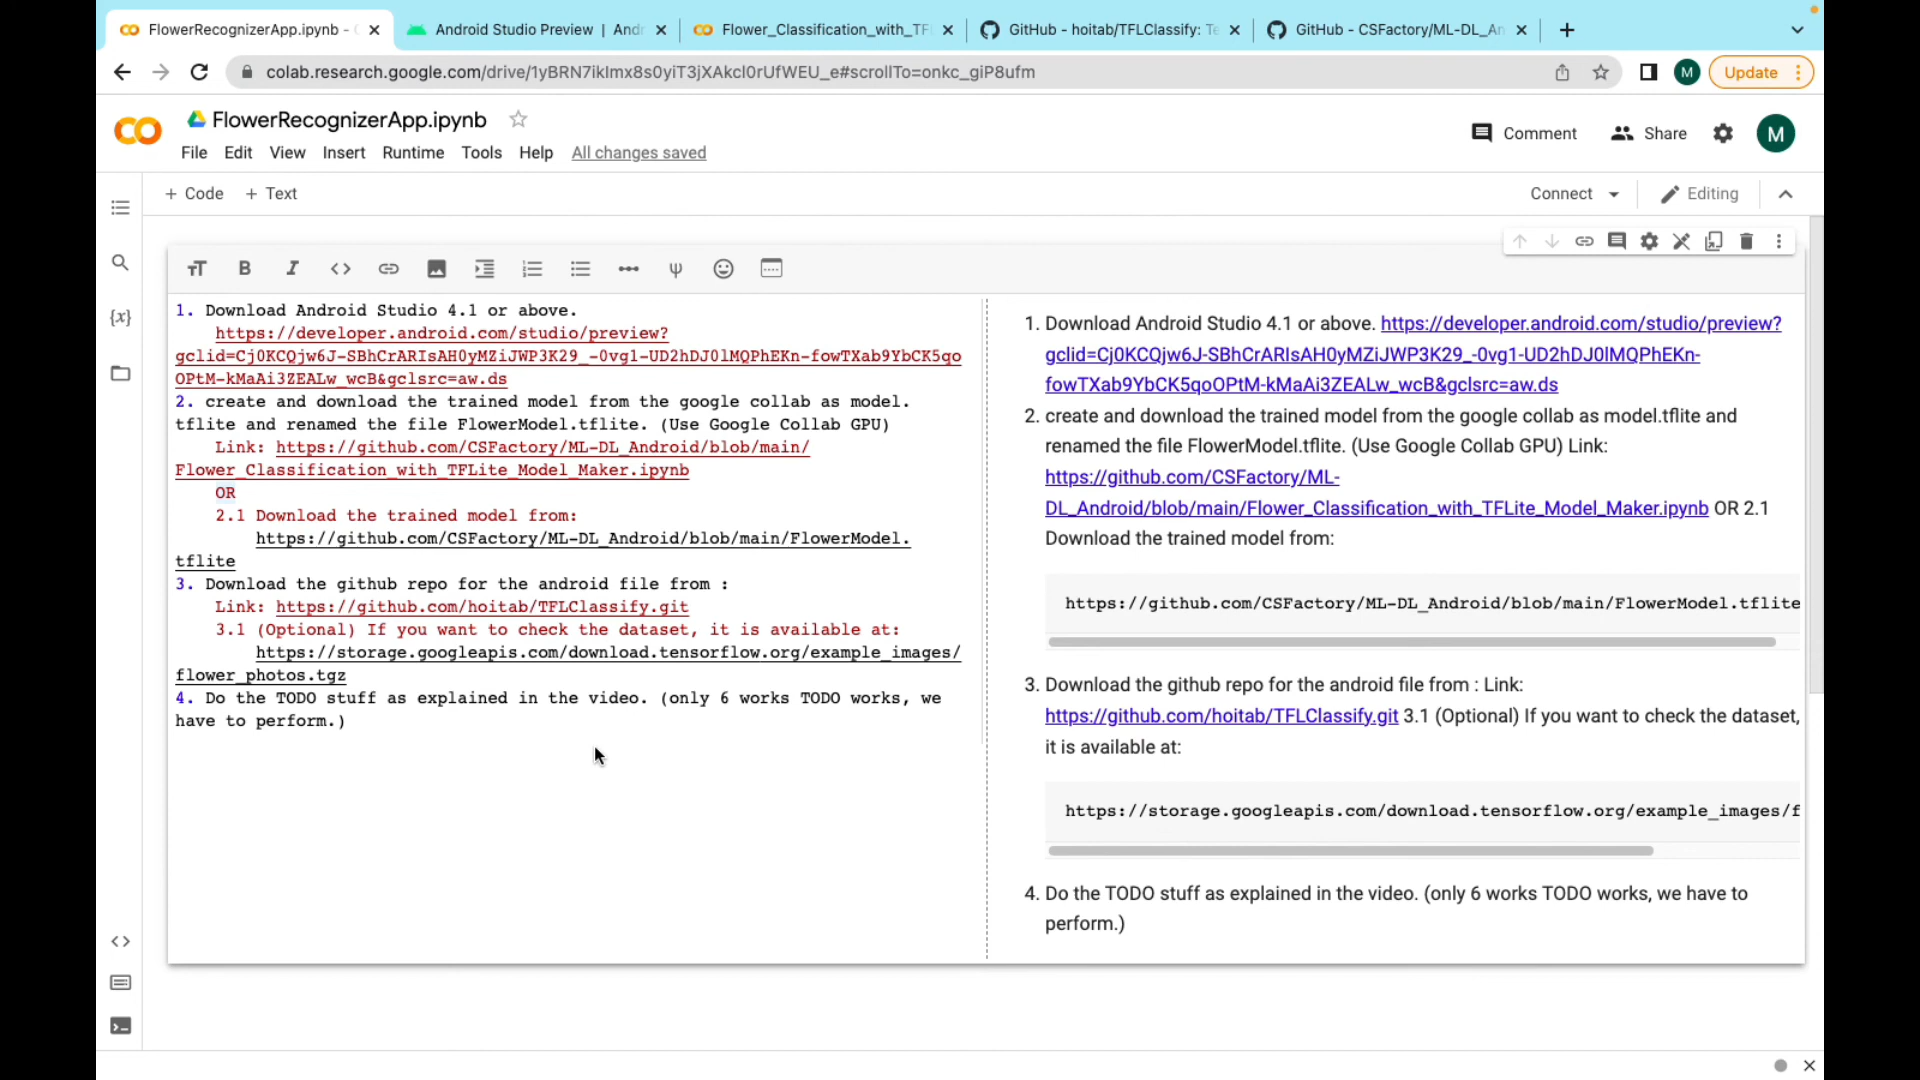 FlowerRecognizerApp.ipynb - C
Android Studio Preview | Andr
Flower_Classification_with_TF
GitHub - hoitab/TFLClassify: Te
GitHub - CSFactory/ML-DL_An
colab.research.google.com/drive/1yBRN7ikImx8s0yiT3jXAkcl0rUfWEU_e#scrollTo=onkc_giP8ufm
M
Update
FlowerRecognizerApp.ipynb
File Edit View Insert Runtime Tools Help All changes saved
Comment
Share
M
+ Code + Text
Connect
Editing
1. Download Android Studio 4.1 or above.
https://developer.android.com/studio/preview?
gclid=Cj0KCQjw6J-SBhCrARIsAH0yMZiJWP3K29_-0vg1-UD2hDJ0lMQPhEKn-fowTXab9YbCK5qo
OPtM-kMaAi3ZEALw_wcB&gclsrc=aw.ds
2. create and download the trained model from the google collab as model.
tflite and renamed the file FlowerModel.tflite. (Use Google Collab GPU)
Link: https://github.com/CSFactory/ML-DL_Android/blob/main/
Flower_Classification_with_TFLite_Model_Maker.ipynb
OR
2.1 Download the trained model from:
https://github.com/CSFactory/ML-DL_Android/blob/main/FlowerModel.
tflite
3. Download the github repo for the android file from :
Link: https://github.com/hoitab/TFLClassify.git
3.1 (Optional) If you want to check the dataset, it is available at:
https://storage.googleapis.com/download.tensorflow.org/example_images/
flower_photos.tgz
4. Do the TODO stuff as explained in the video. (only 6 works TODO works, we
have to perform.)
1. Download Android Studio 4.1 or above. https://developer.android.com/studio/preview?
gclid=Cj0KCQjw6J-SBhCrARIsAH0yMZiJWP3K29_-0vg1-UD2hDJ0lMQPhEKn-
fowTXab9YbCK5qoOPtM-kMaAi3ZEALw_wcB&gclsrc=aw.ds
2. create and download the trained model from the google collab as model.tflite and
renamed the file FlowerModel.tflite. (Use Google Collab GPU) Link:
https://github.com/CSFactory/ML-
DL_Android/blob/main/Flower_Classification_with_TFLite_Model_Maker.ipynb OR 2.1
Download the trained model from:
https://github.com/CSFactory/ML-DL_Android/blob/main/FlowerModel.tflite
3. Download the github repo for the android file from : Link:
https://github.com/hoitab/TFLClassify.git 3.1 (Optional) If you want to check the dataset,
it is available at:
https://storage.googleapis.com/download.tensorflow.org/example_images/f
4. Do the TODO stuff as explained in the video. (only 6 works TODO works, we have to
perform.)